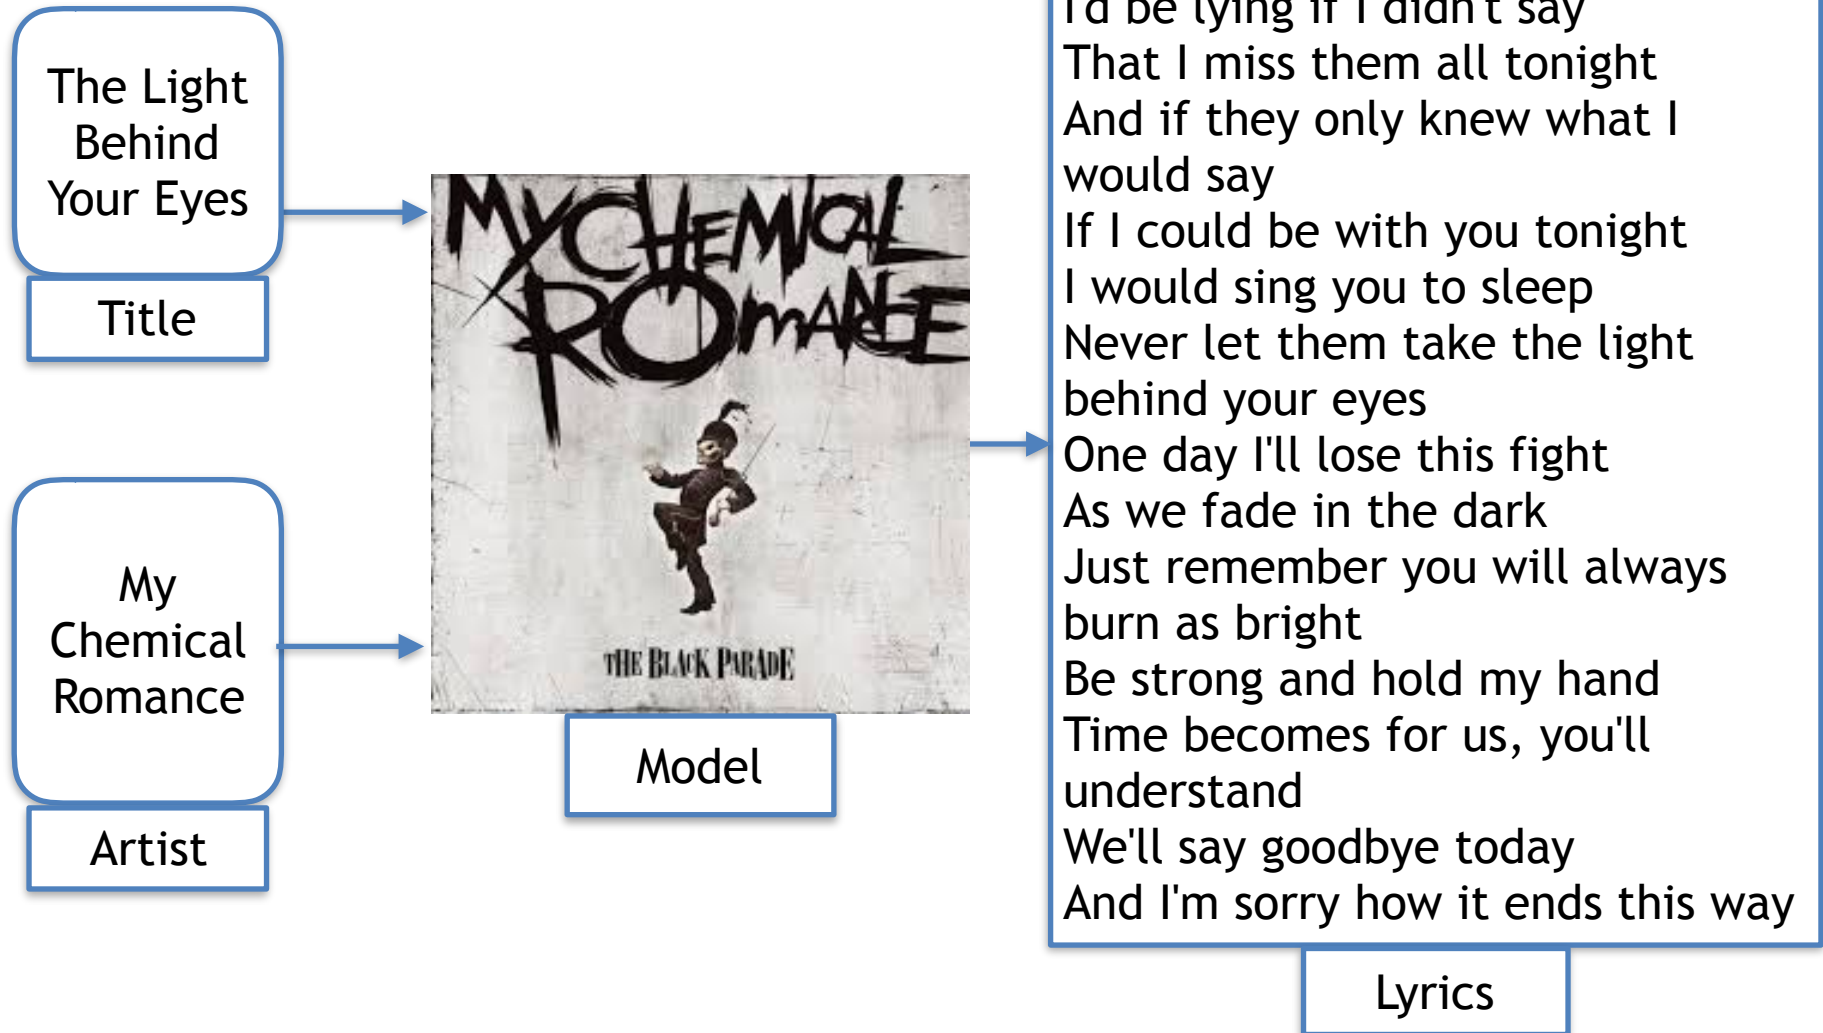 The Light
Behind
Your Eyes
Title
My
Chemical
Romance
Artist
MY CHEMICAL
ROMANCE
THE BLACK PARADE
Model
I'd be lying if I didn't say
That I miss them all tonight
And if they only knew what I
would say
If I could be with you tonight
I would sing you to sleep
Never let them take the light
behind your eyes
One day I'll lose this fight
As we fade in the dark
Just remember you will always
burn as bright
Be strong and hold my hand
Time becomes for us, you'll
understand
We'll say goodbye today
And I'm sorry how it ends this way
Lyrics